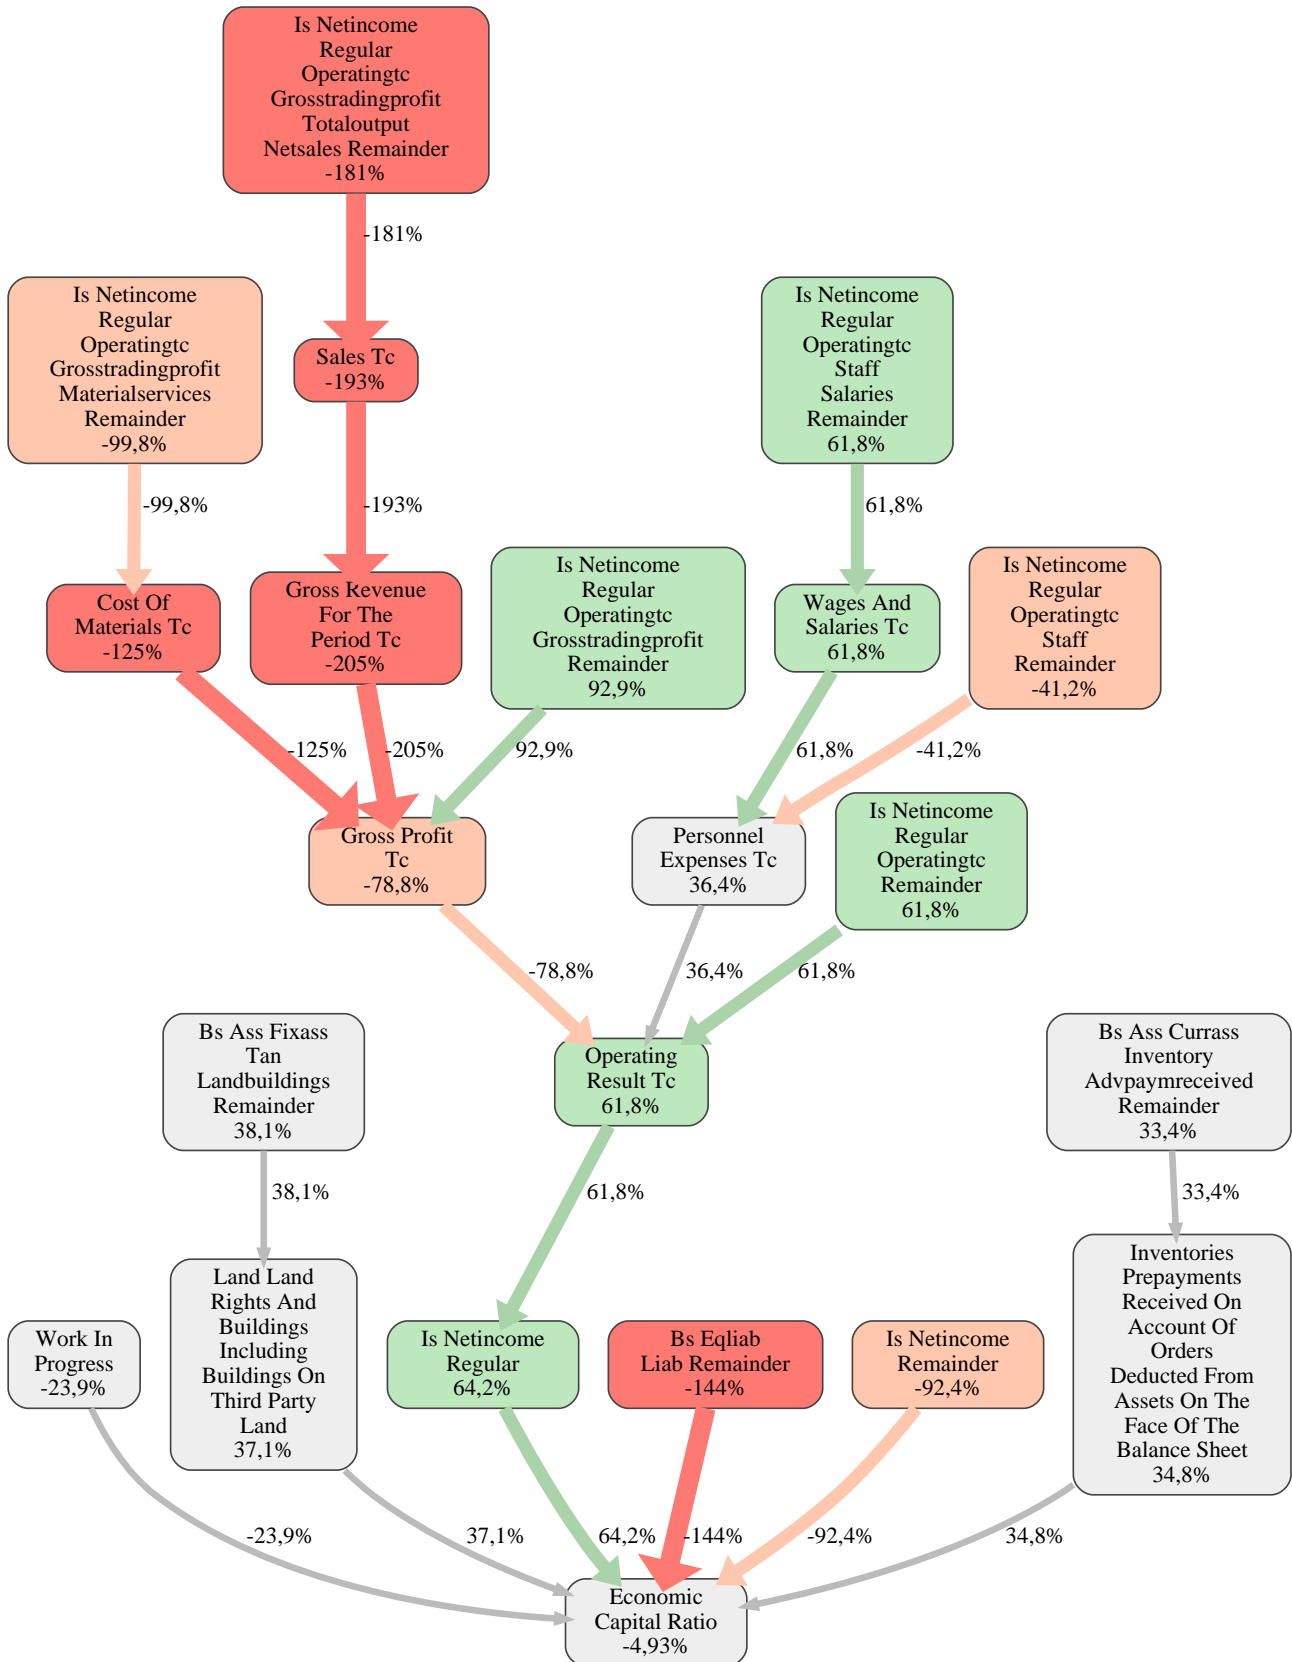 Is Netincome
Regular
Operatingtc
Grosstradingprofit
Totaloutput
Netsales Remainder
-181%
-181%
Is Netincome
Regular
Operatingtc
Grosstradingprofit
Materialservices
Remainder
-99,8%
Sales Tc
-193%
Is Netincome
Regular
Operatingtc
Staff
Salaries
Remainder
61,8%
-99,8%
-193%
61,8%
Cost Of
Materials Tc
-125%
Gross Revenue
For The
Period Tc
-205%
Is Netincome
Regular
Operatingtc
Grosstradingprofit
Remainder
92,9%
Wages And
Salaries Tc
61,8%
Is Netincome
Regular
Operatingtc
Staff
Remainder
-41,2%
-125%
-205%
92,9%
61,8%
-41,2%
Gross Profit
Tc
-78,8%
Personnel
Expenses Tc
36,4%
Is Netincome
Regular
Operatingtc
Remainder
61,8%
-78,8%
36,4%
61,8%
Bs Ass Fixass
Tan
Landbuildings
Remainder
38,1%
Operating
Result Tc
61,8%
Bs Ass Currass
Inventory
Advpaymreceived
Remainder
33,4%
38,1%
61,8%
33,4%
Work In
Progress
-23,9%
Land Land
Rights And
Buildings
Including
Buildings On
Third Party
Land
37,1%
Is Netincome
Regular
64,2%
Bs Eqliab
Liab Remainder
-144%
Is Netincome
Remainder
-92,4%
Inventories
Prepayments
Received On
Account Of
Orders
Deducted From
Assets On The
Face Of The
Balance Sheet
34,8%
-23,9%
37,1%
64,2%
-144%
-92,4%
34,8%
Economic
Capital Ratio
-4,93%